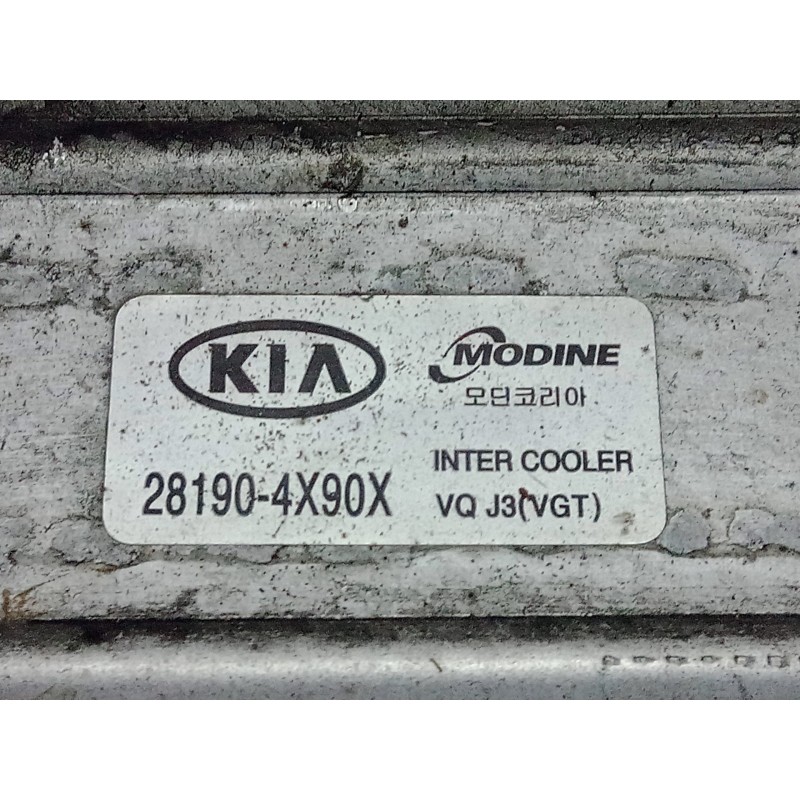 KIA
MODINE
모딘코리아
28190-4X90X
INTER COOLER
VQ J3(VGT)